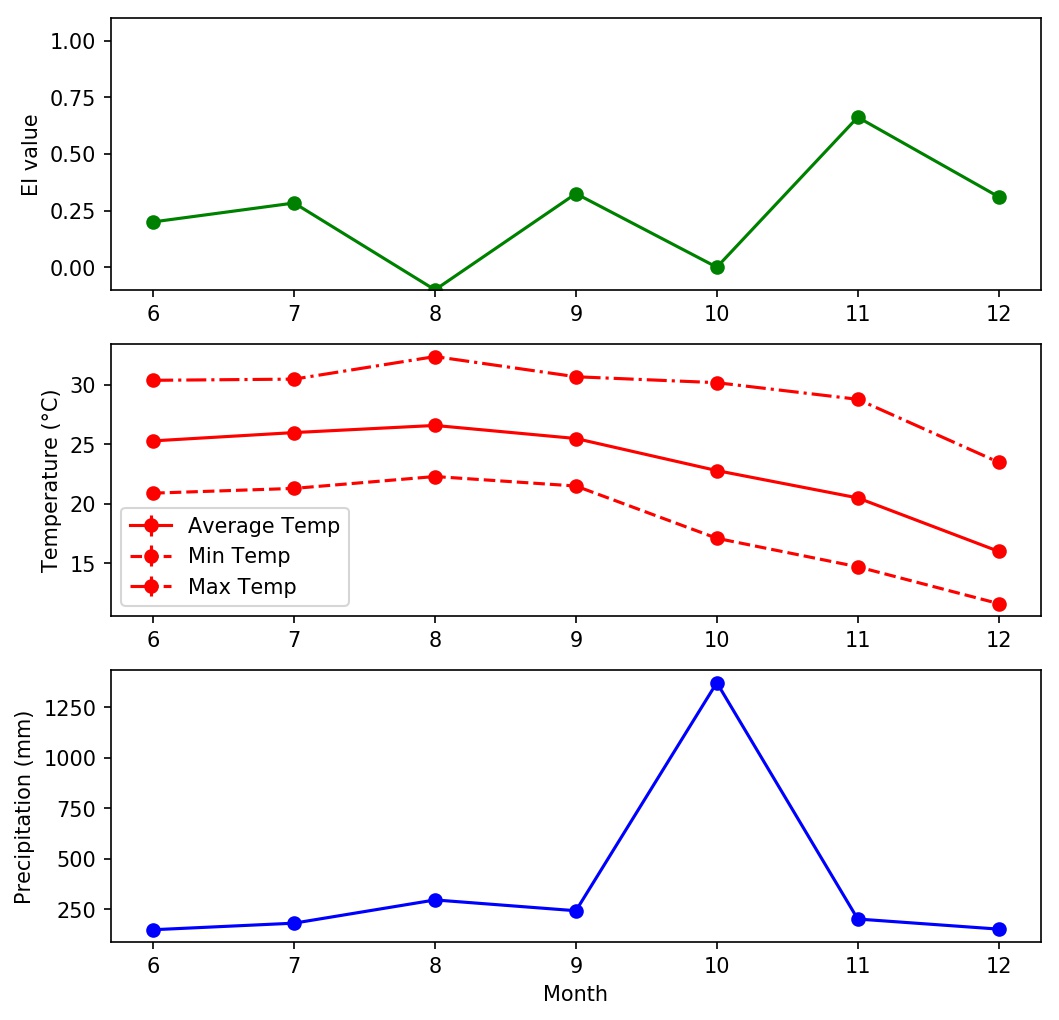 EI value
1.00
0.75
0.50
0.25
0.00
6 7 8 9 10 11 12
Temperature (°C)
30
25
20
15
Average Temp
Min Temp
Max Temp
6 7 8 9 10 11 12
Precipitation (mm)
1250
1000
750
500
250
6 7 8 9 10 11 12
Month